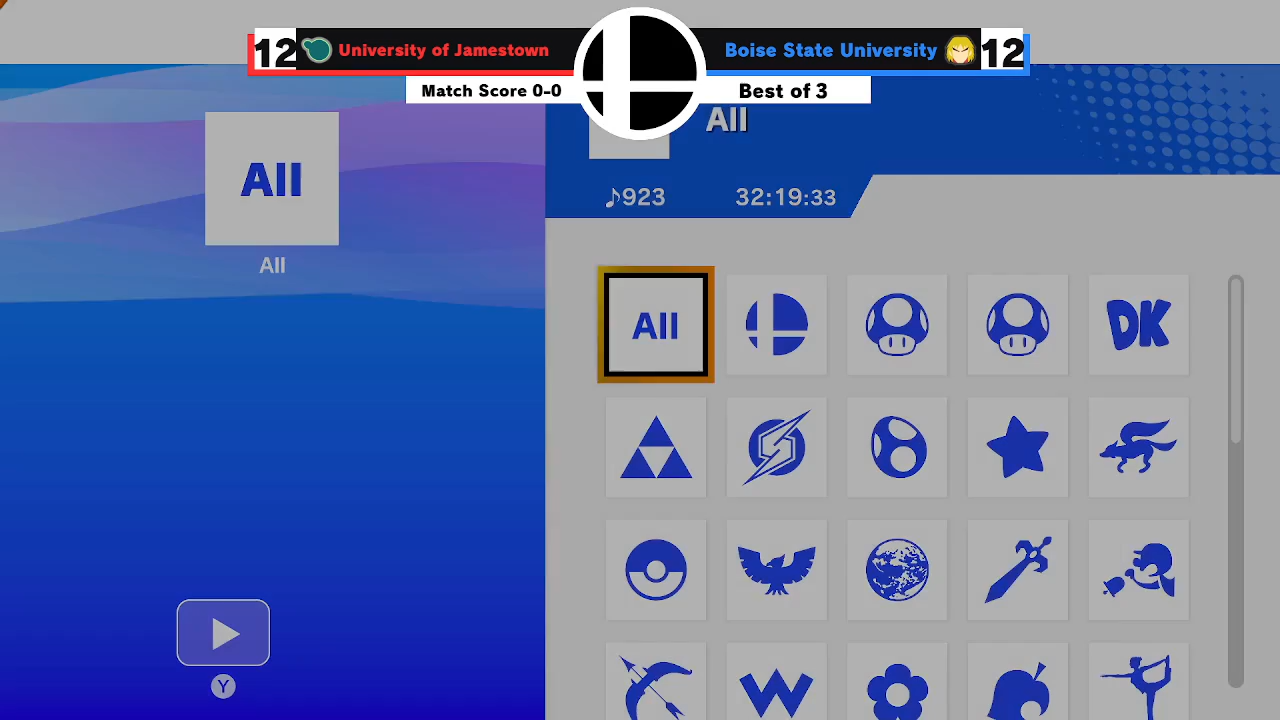 12 University of Jamestown Boise State University 12
Match Score 0-0 Best of 3
All
All
♪923 32:19:33
All
All
DK
Y